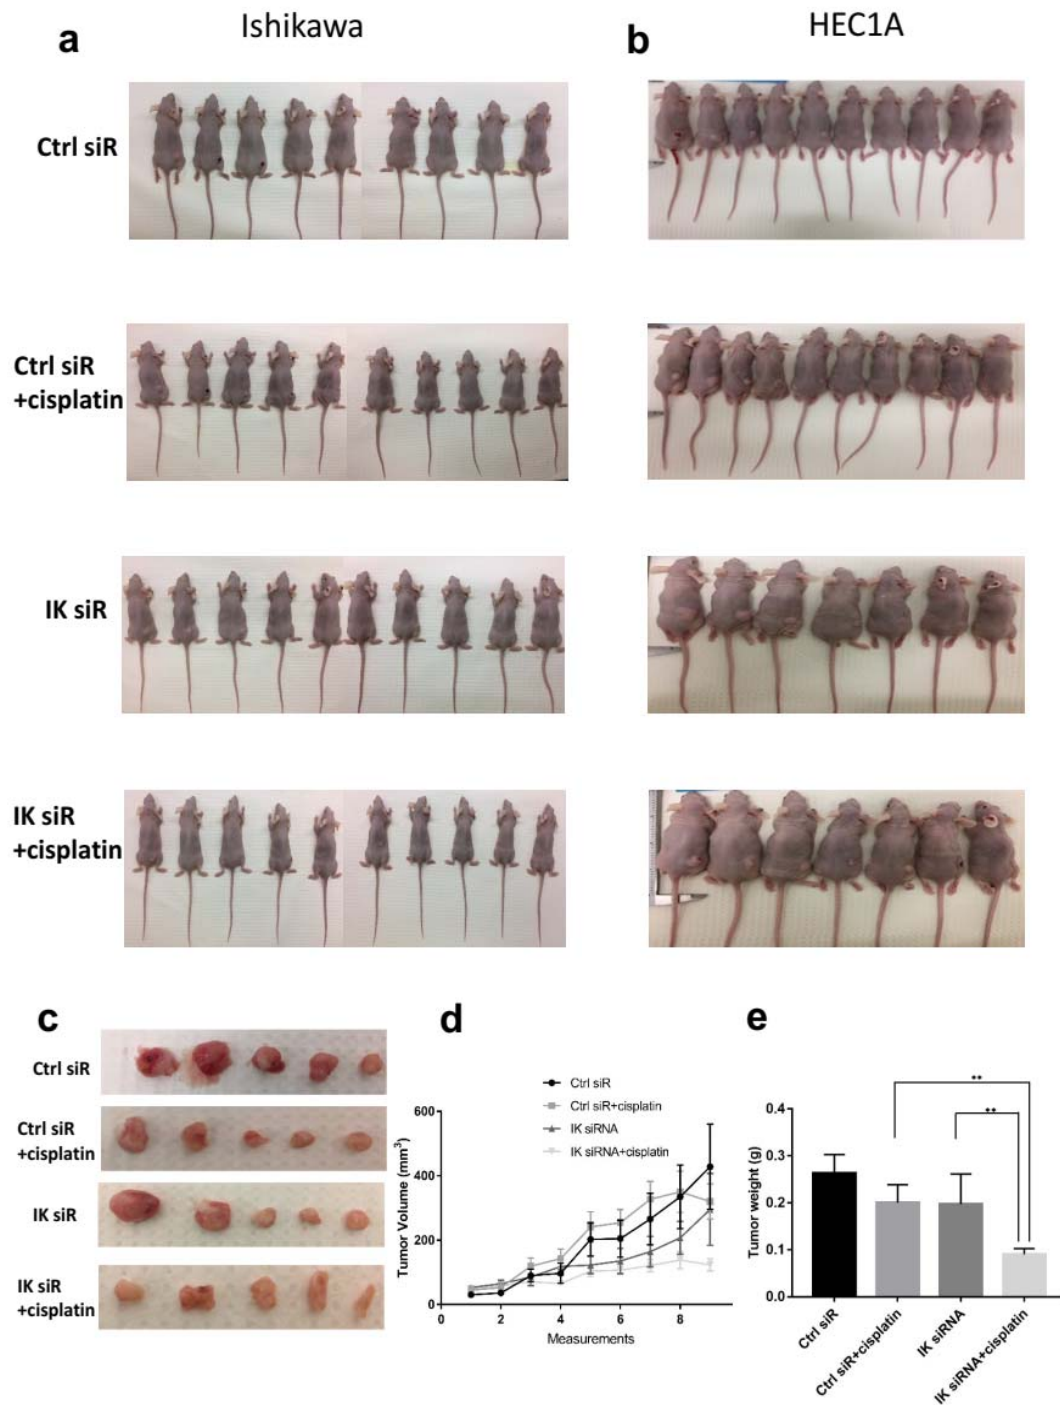 a
Ishikawa
b
HEC1A
Ctrl siR
Ctrl siR
+cisplatin
IK siR
IK siR
+cisplatin
c
Ctrl siR
Ctrl siR
+cisplatin
IK siR
IK siR
+cisplatin
d
Ctrl siR
Ctrl siR+cisplatin
IK siRNA
IK siRNA+cisplatin
600
400
200
0
Tumor Volume (mm³)
0
2
4
6
8
Measurements
e
**
**
0.4
0.3
0.2
0.1
0.0
Tumor weight (g)
Ctrl siR
Ctrl siR+cisplatin
IK siRNA
IK siRNA+cisplatin